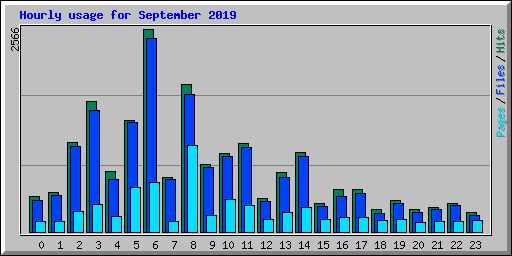 Hourly usage for September 2019
2566
Pages / Files / Hits
0 1 2 3 4 5 6 7 8 9 10 11 12 13 14 15 16 17 18 19 20 21 22 23